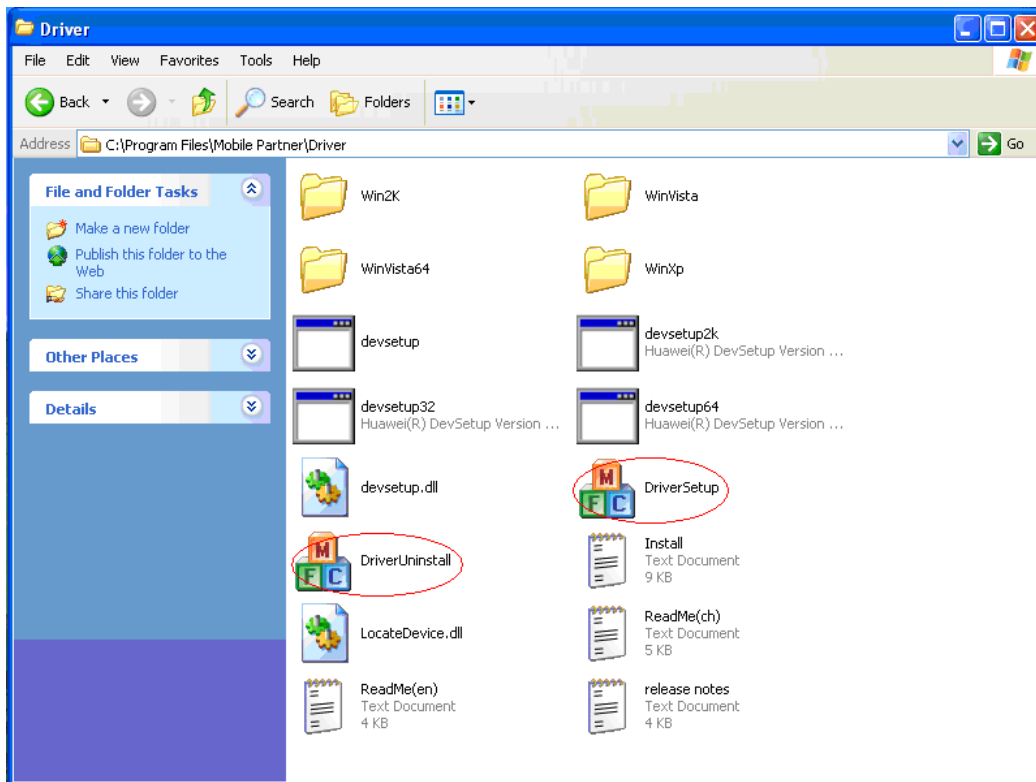 Driver
File Edit View Favorites Tools Help
Back Search Folders
Address C:\Program Files\Mobile Partner\Driver Go
File and Folder Tasks
Make a new folder
Publish this folder to the
Web
Share this folder
Other Places
Details
Win2K WinVista
WinVista64 WinXp
devsetup devsetup2k
Huawei(R) DevSetup Version ...
devsetup32 devsetup64
Huawei(R) DevSetup Version ... Huawei(R) DevSetup Version ...
devsetup.dll M F C DriverSetup
M F C DriverUninstall Install
Text Document
9 KB
LocateDevice.dll ReadMe(ch)
Text Document
5 KB
ReadMe(en) release notes
Text Document Text Document
4 KB 4 KB